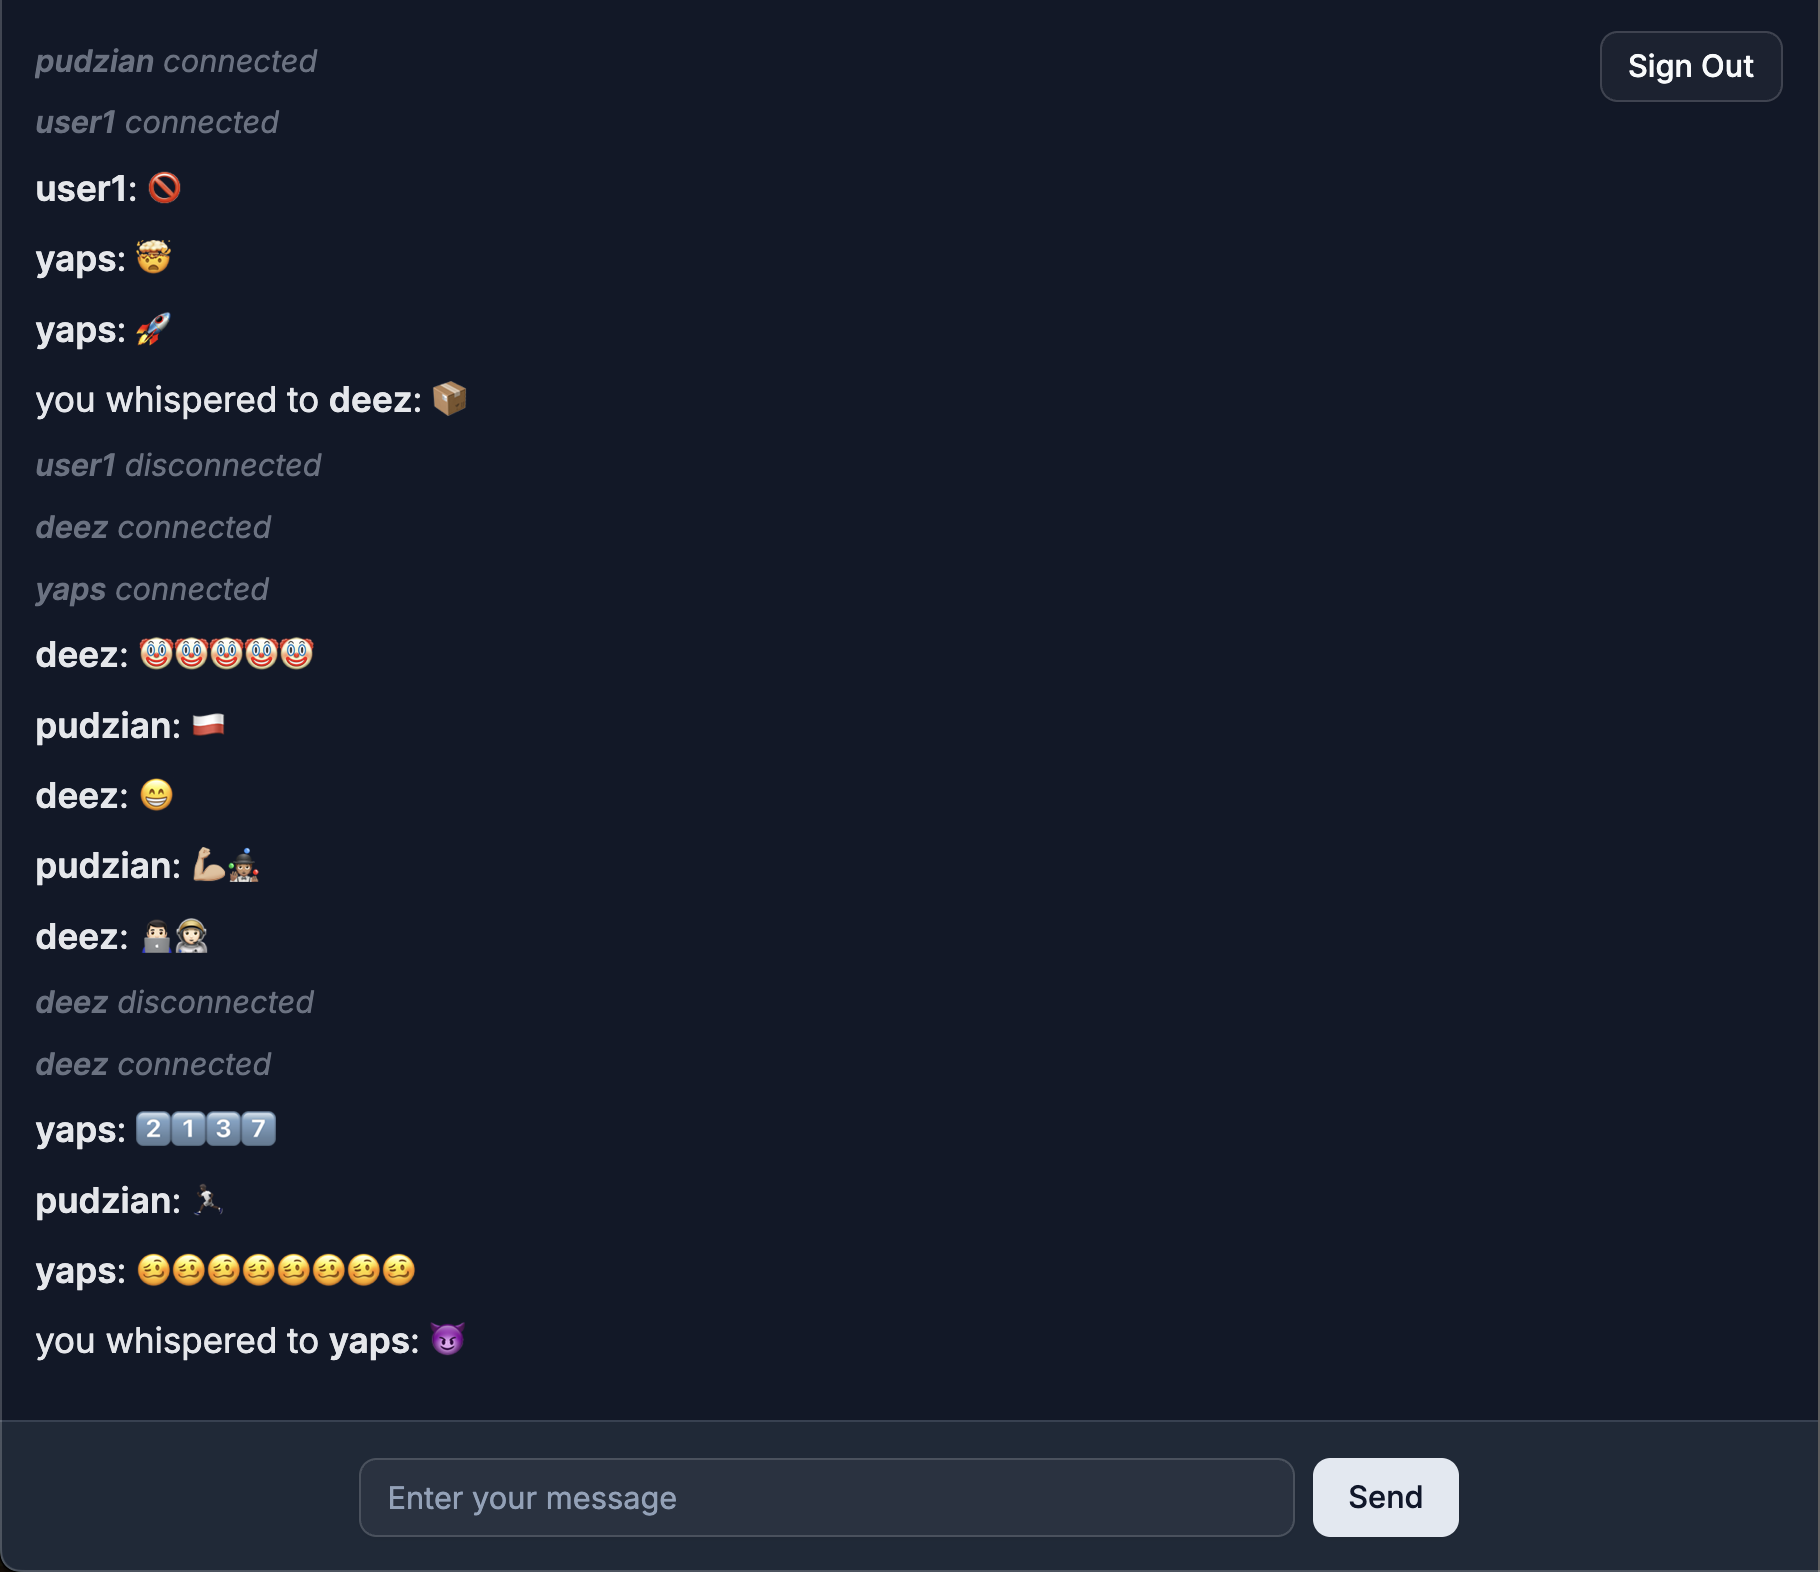 pudzian connected
Sign Out
user1 connected
user1: 🚫
yaps: 🤯
yaps: 🚀
you whispered to deez: 📦
user1 disconnected
deez connected
yaps connected
deez: 🤡🤡🤡🤡🤡
pudzian: 🇵🇱
deez: 😁
pudzian: 💪🏼🤹🏽
deez: 👨🏻‍💻🧑🏻‍🚀
deez disconnected
deez connected
yaps: 2️⃣1️⃣3️⃣7️⃣
pudzian: 🏃🏿
yaps: 🥴🥴🥴🥴🥴🥴🥴🥴
you whispered to yaps: 😈
Enter your message
Send